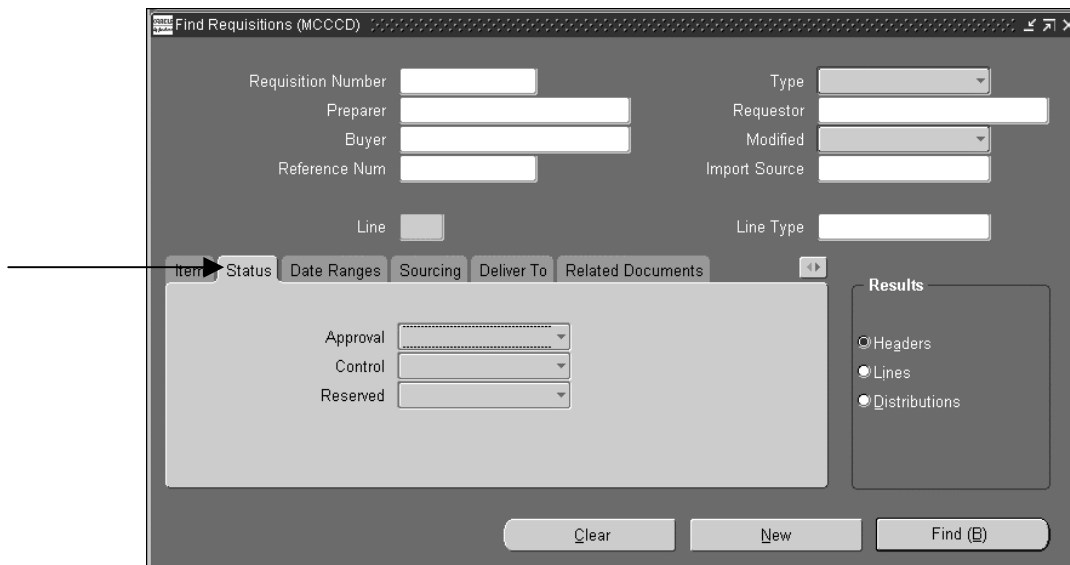 Find Requisitions (MCCCD)
Requisition Number
Type
Preparer
Requestor
Buyer
Modified
Reference Num
Import Source
Line
Line Type
Item Status Date Ranges Sourcing Deliver To Related Documents
Results
Approval
Headers
Control
Lines
Reserved
Distributions
Clear New Find (B)